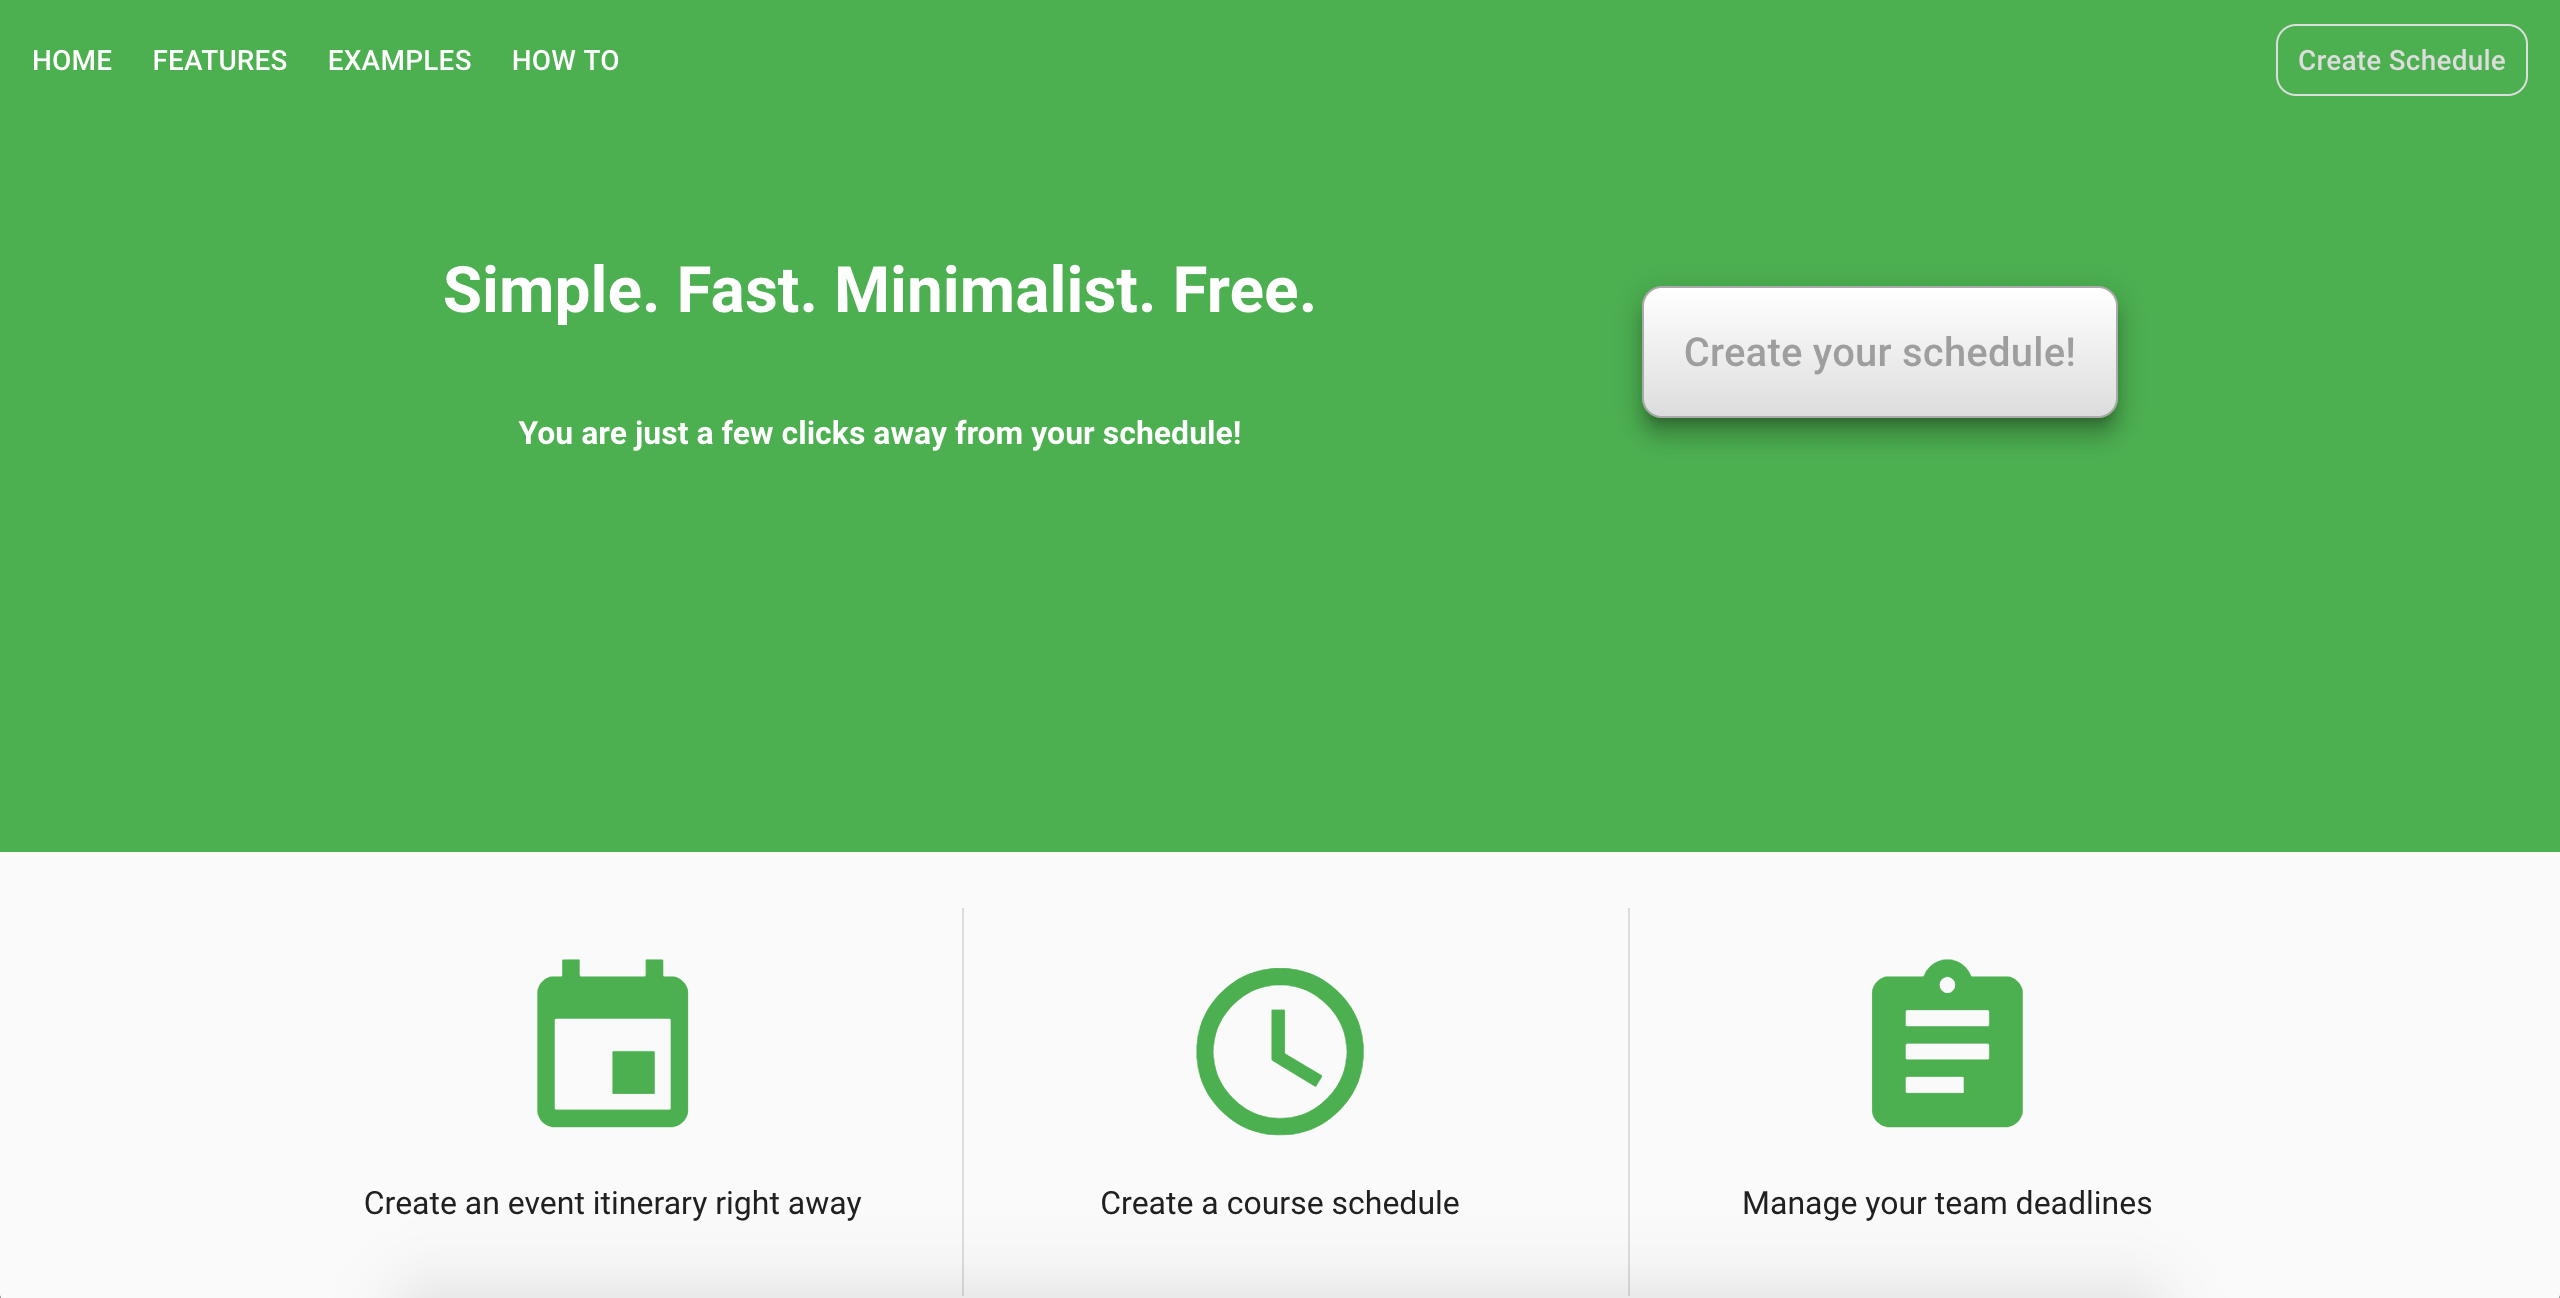 HOME FEATURES EXAMPLES HOW TO Create Schedule
Simple. Fast. Minimalist. Free.
Create your schedule!
You are just a few clicks away from your schedule!
Create an event itinerary right away
Create a course schedule
Manage your team deadlines